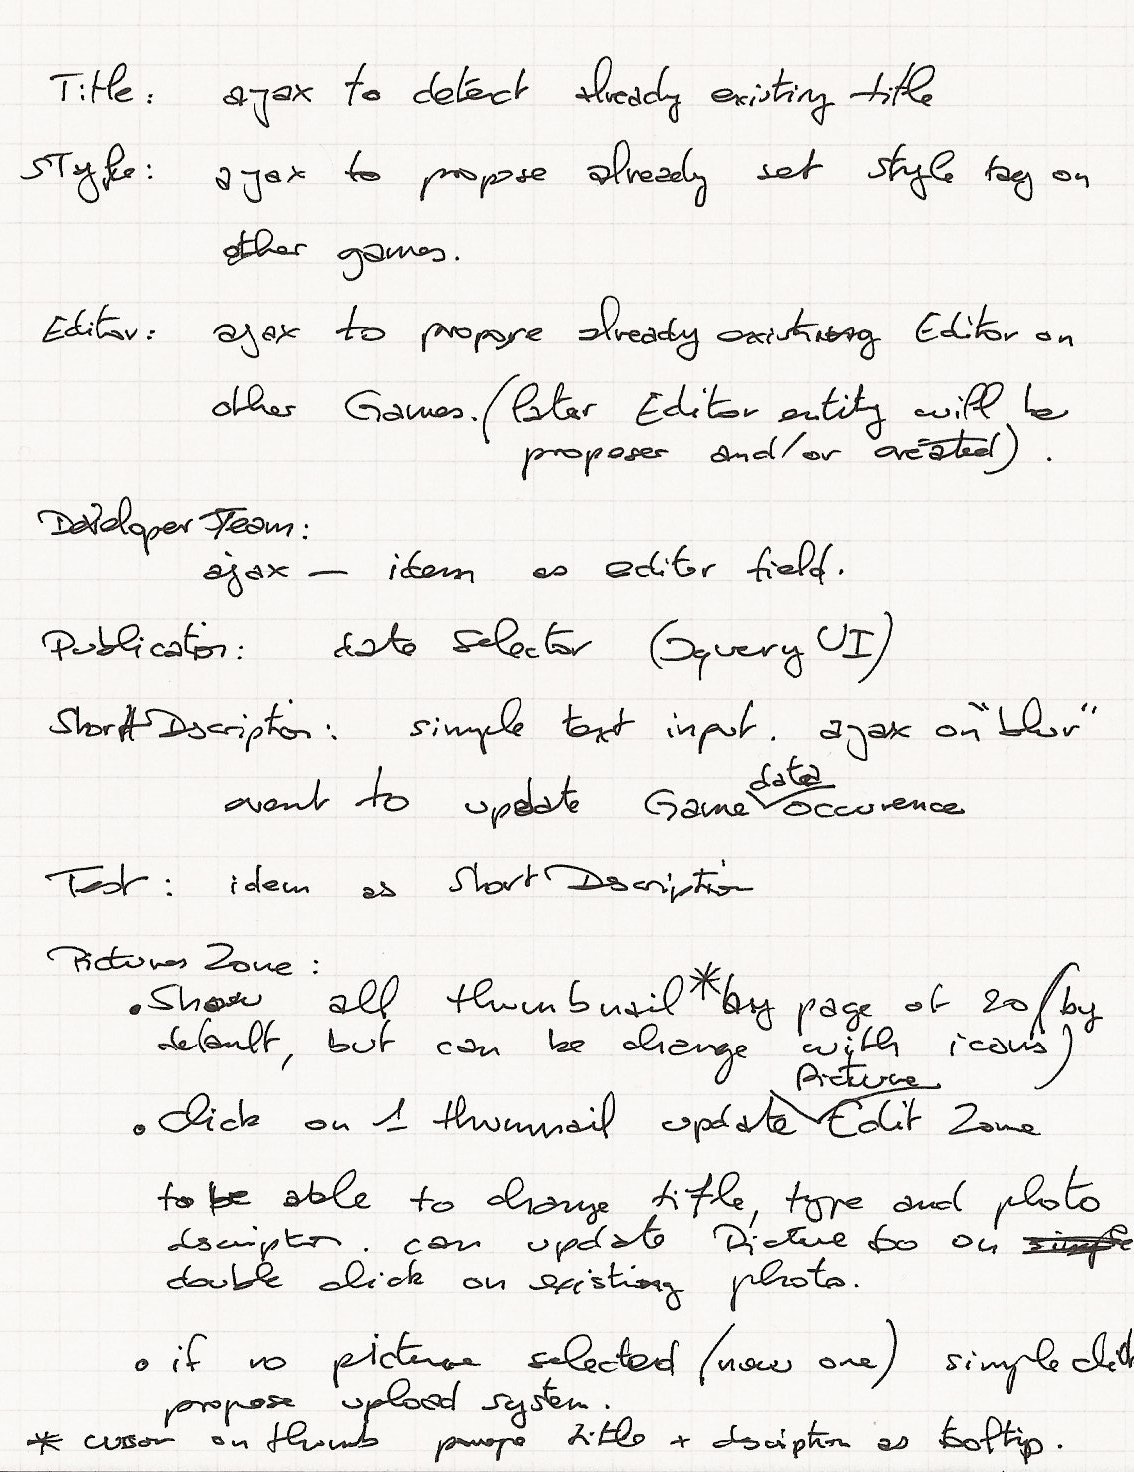 Title: ajax to detect already existing title
STyle: ajax to propose already set style tag on
other games.
Editor: ajax to propose already existing Editor on
other Games. (later Editor entity will be
proposer and/or created).
Developer Team:
ajax — idem as editor field.
Publication: date selector (Jquery UI)
Short Dscription: simple text input. ajax on "blur"
event to update Game data occurence
Text: idem as Short Dscription
Pictures Zone:
• Show all thumbnail * by page of 20 (by
default, but can be change with icons)
• Click on 1 thumnail update Picture Edit Zone
to be able to change title, type and photo
dscription. can update Picture too on simple
double click on existing photo.
• if no picture selected (new one) simple click
propose upload system.
* cursor on thumb title + dsciption as tooltip.